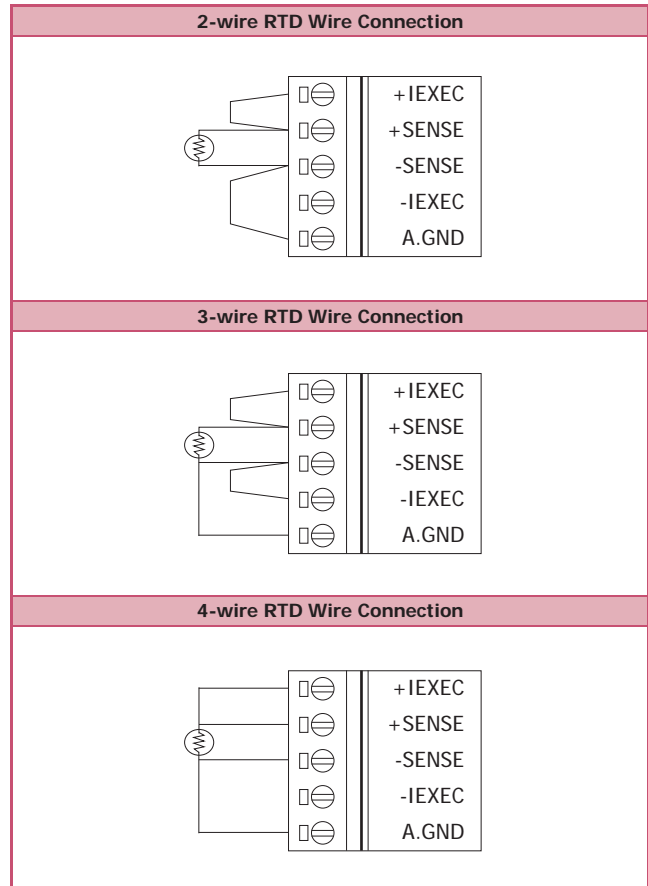 2-wire RTD Wire Connection
+IEXEC
+SENSE
-SENSE
-IEXEC
A.GND
3-wire RTD Wire Connection
+IEXEC
+SENSE
-SENSE
-IEXEC
A.GND
4-wire RTD Wire Connection
+IEXEC
+SENSE
-SENSE
-IEXEC
A.GND